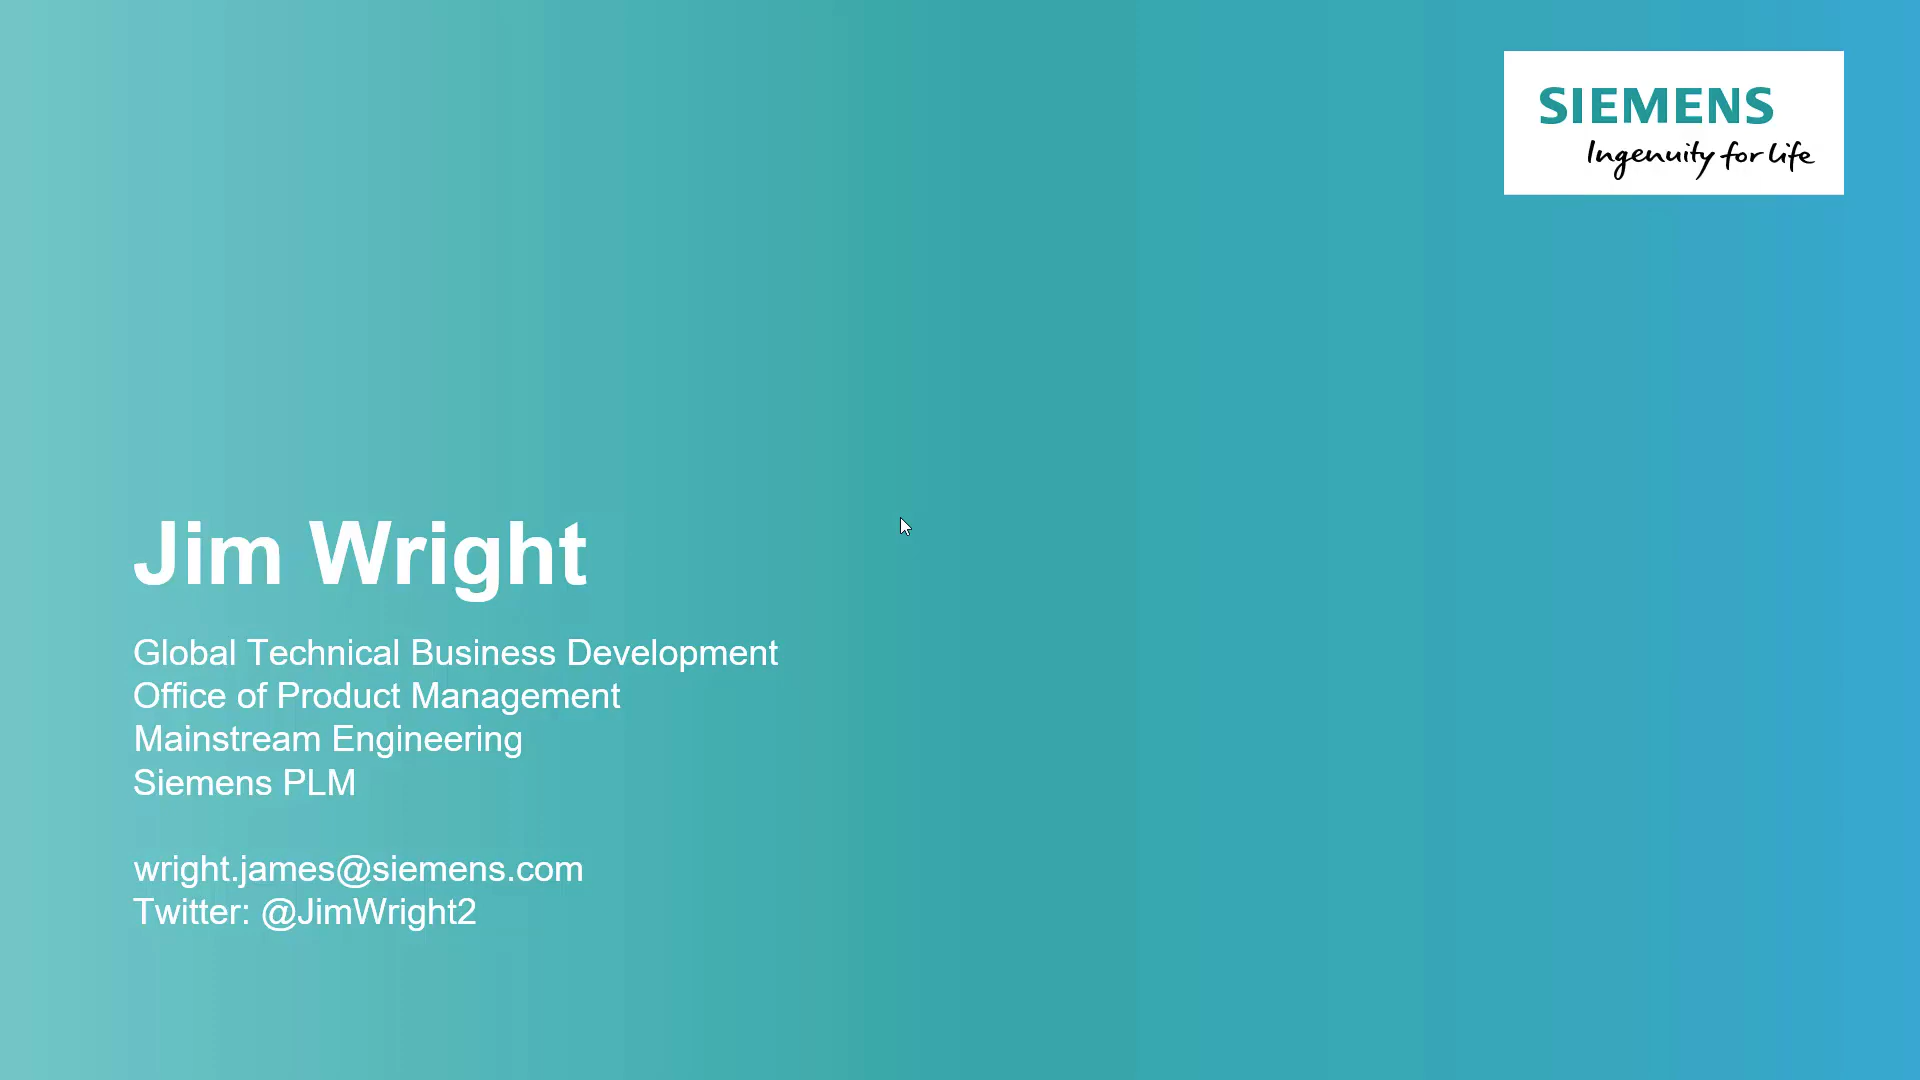 SIEMENS
Ingenuity for life
Jim Wright
Global Technical Business Development
Office of Product Management
Mainstream Engineering
Siemens PLM
wright.james@siemens.com
Twitter: @JimWright2